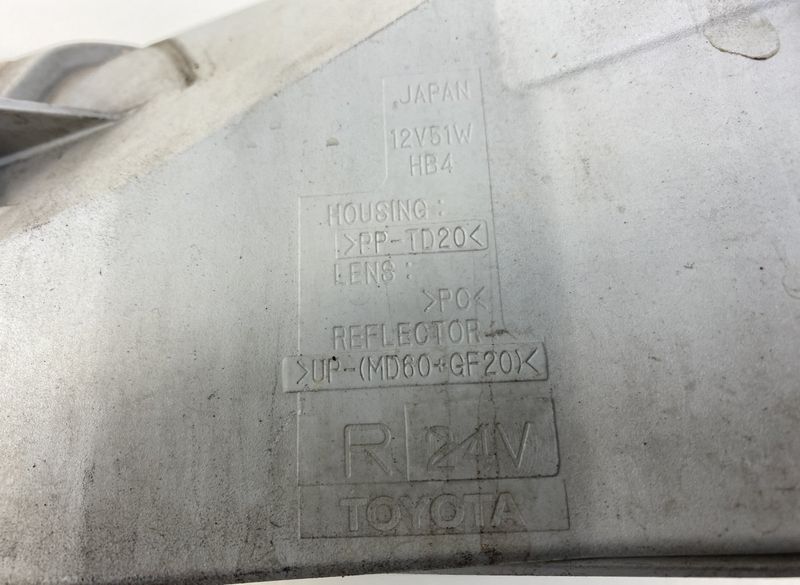 JAPAN
12V51W
HB4
HOUSING:
>PP-TD20<
LENS:
>PC<
REFLECTOR
>UP-(MD60+GF20)<
R 24V
TOYOTA